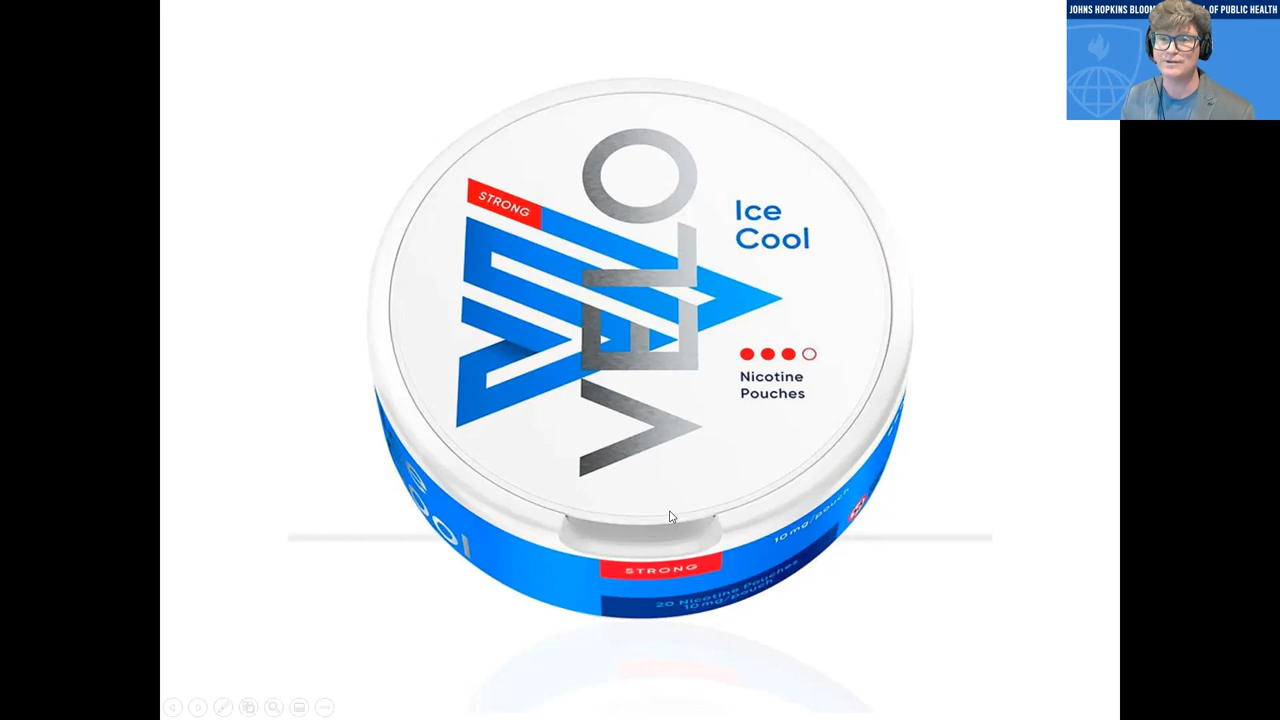 JOHNS HOPKINS BLOOM OF PUBLIC HEALTH
STRONG
VELO
Ice
Cool
Nicotine
Pouches
ool
10mg/pouch
STRONG
20 Nicotine Pouches
10mg/pouch